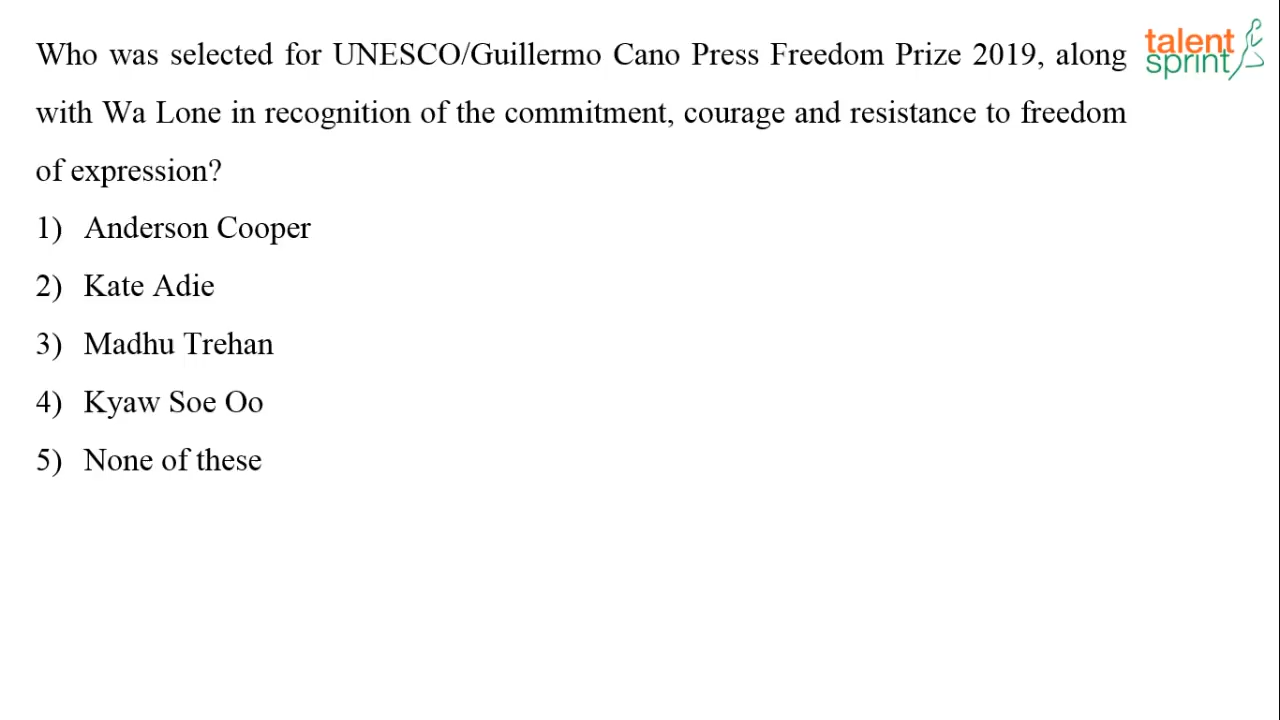 Who was selected for UNESCO/Guillermo Cano Press Freedom Prize 2019, along
with Wa Lone in recognition of the commitment, courage and resistance to freedom
of expression?
1) Anderson Cooper
2) Kate Adie
3) Madhu Trehan
4) Kyaw Soe Oo
5) None of these
talent
sprint